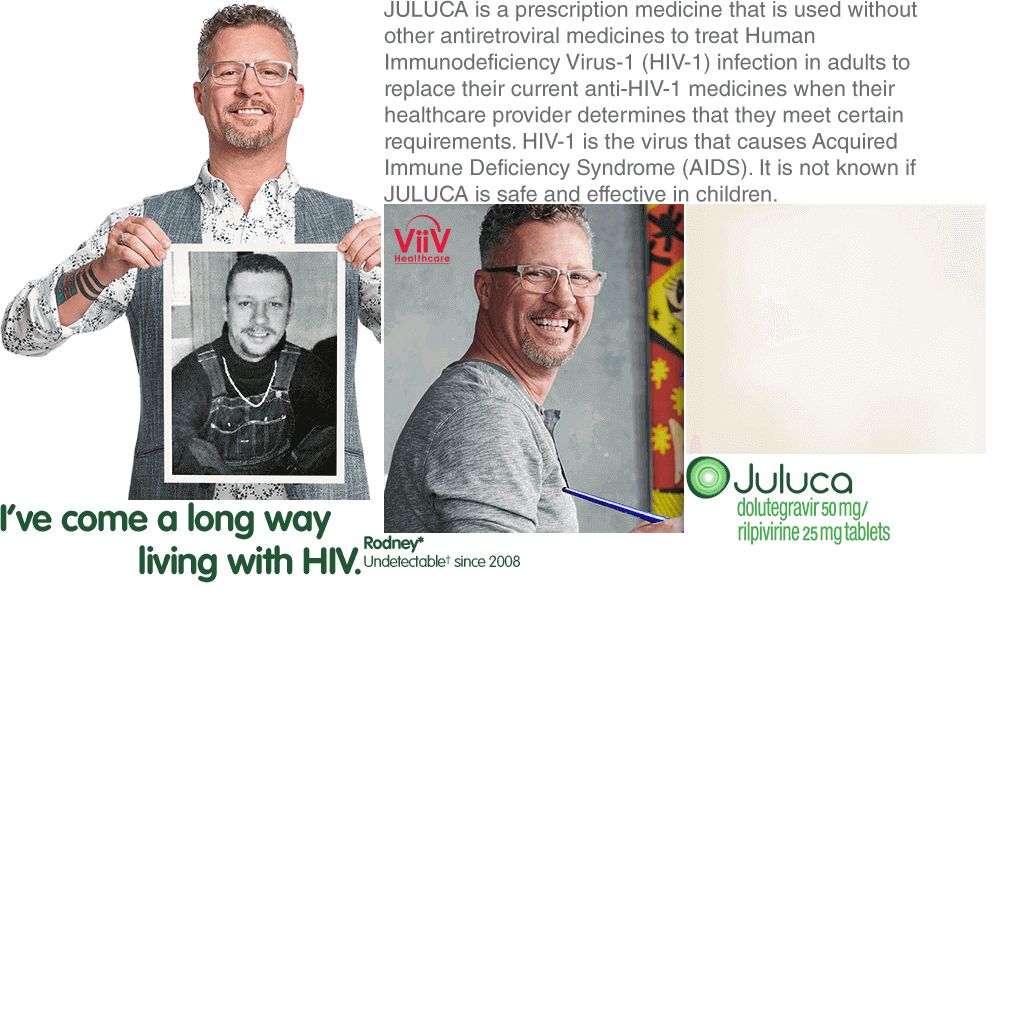 JULUCA is a prescription medicine that is used without
other antiretroviral medicines to treat Human
Immunodeficiency Virus-1 (HIV-1) infection in adults to
replace their current anti-HIV-1 medicines when their
healthcare provider determines that they meet certain
requirements. HIV-1 is the virus that causes Acquired
Immune Deficiency Syndrome (AIDS). It is not known if
JULUCA is safe and effective in children.
ViiV
Healthcare
Juluca
dolutegravir 50 mg/
rilpivirine 25 mg tablets
I’ve come a long way
living with HIV.
Rodney*
Undetectable† since 2008